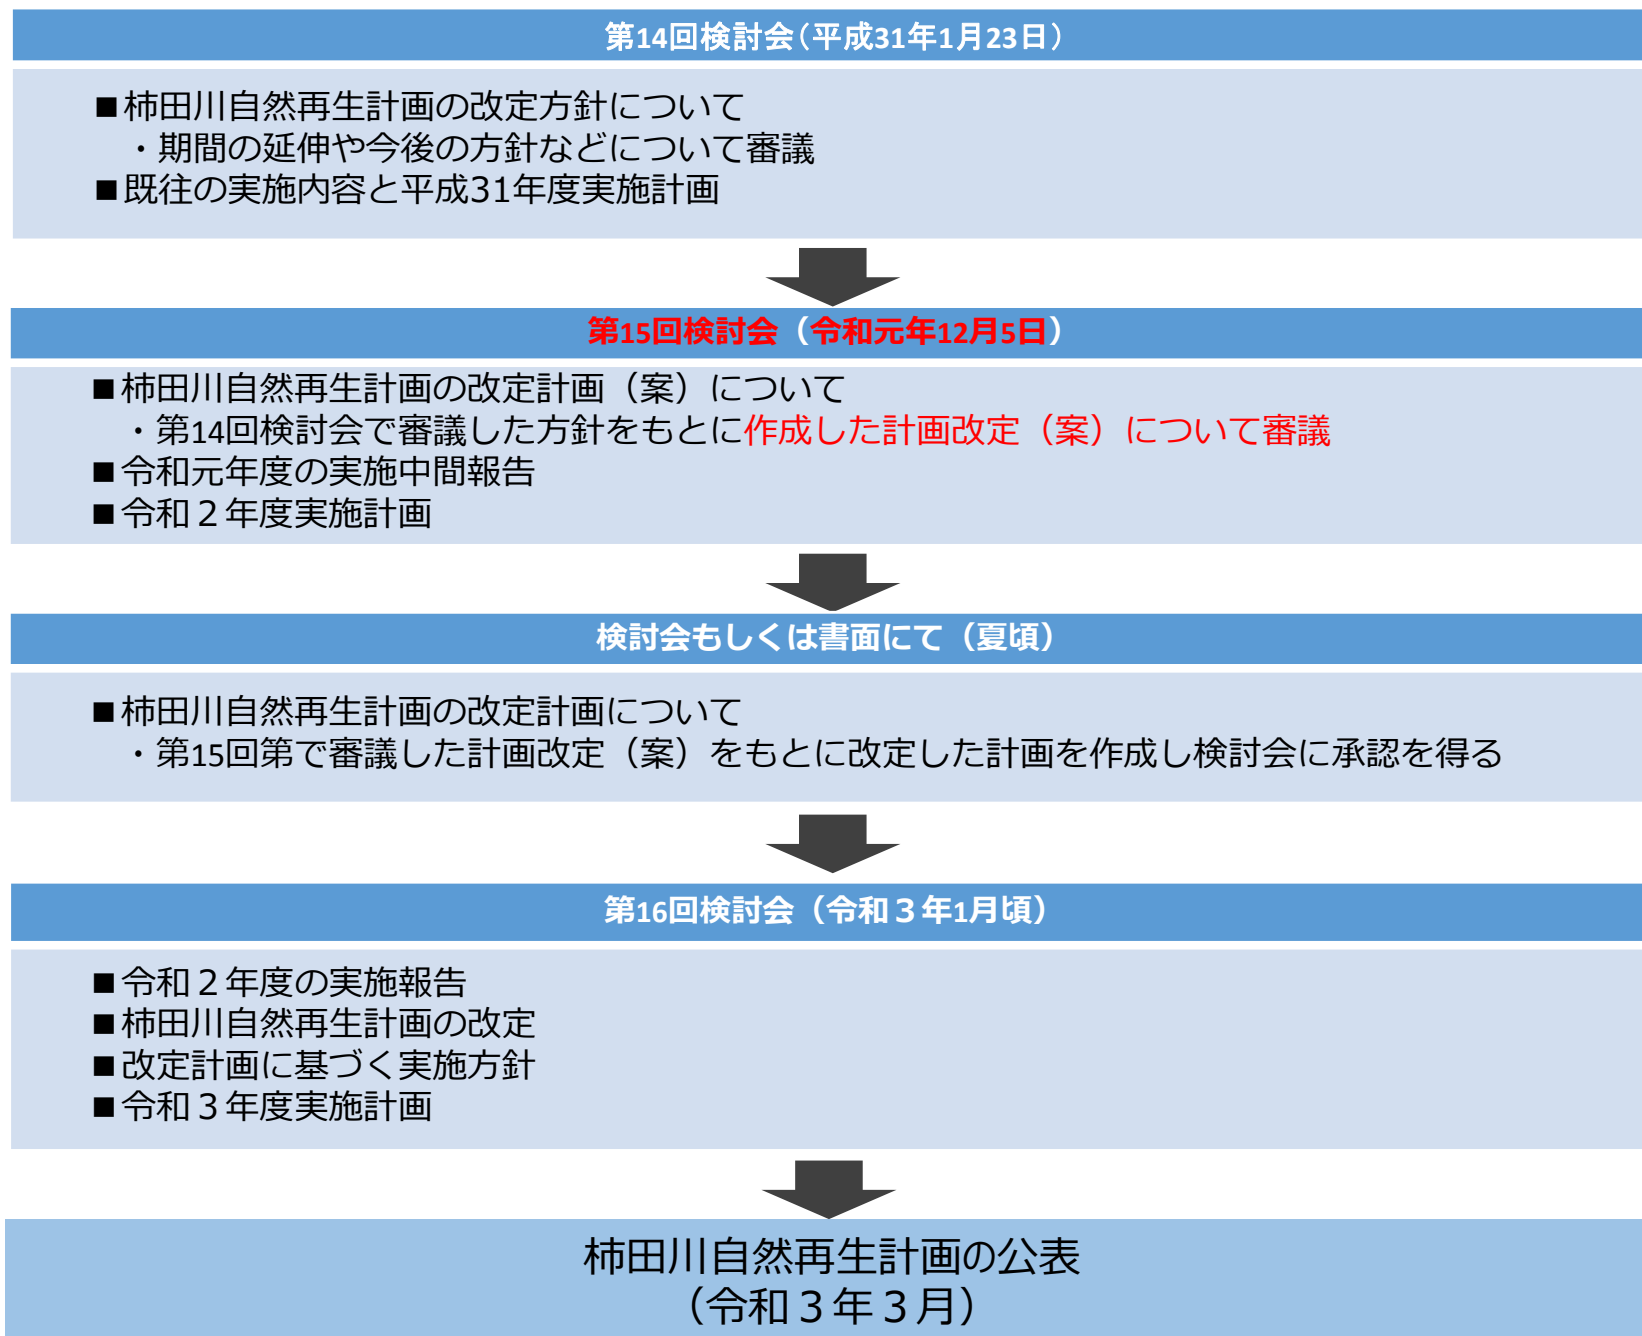 第14回検討会（平成31年1月23日）
■柿田川自然再生計画の改定方針について
・期間の延伸や今後の方針などについて審議
■既往の実施内容と平成31年度実施計画
第15回検討会（令和元年12月5日）
■柿田川自然再生計画の改定計画（案）について
・第14回検討会で審議した方針をもとに作成した計画改定（案）について審議
■令和元年度の実施中間報告
■令和２年度実施計画
検討会もしくは書面にて（夏頃）
■柿田川自然再生計画の改定計画について
・第15回第で審議した計画改定（案）をもとに改定した計画を作成し検討会に承認を得る
第16回検討会（令和３年1月頃）
■令和２年度の実施報告
■柿田川自然再生計画の改定
■改定計画に基づく実施方針
■令和３年度実施計画
柿田川自然再生計画の公表
（令和３年３月）